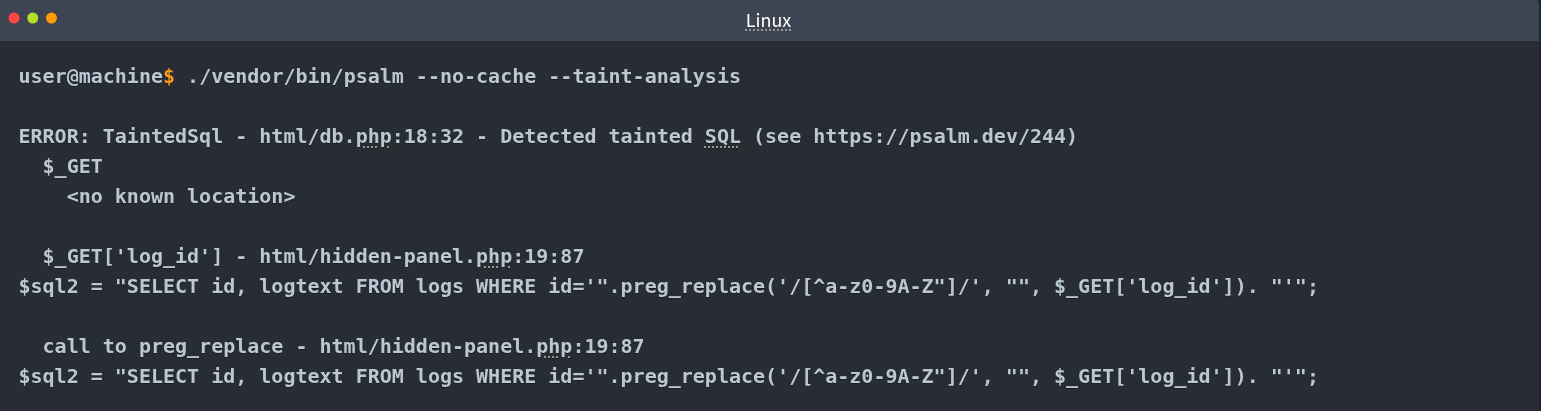 Linux
user@machine$ ./vendor/bin/psalm --no-cache --taint-analysis
ERROR: TaintedSql - html/db.php:18:32 - Detected tainted SQL (see https://psalm.dev/244)
$_GET
<no known location>
$_GET['log_id'] - html/hidden-panel.php:19:87
$sql2 = "SELECT id, logtext FROM logs WHERE id='".preg_replace('/[^a-z0-9A-Z"]/', "", $_GET['log_id']). "'";
call to preg_replace - html/hidden-panel.php:19:87
$sql2 = "SELECT id, logtext FROM logs WHERE id='".preg_replace('/[^a-z0-9A-Z"]/', "", $_GET['log_id']). "'";